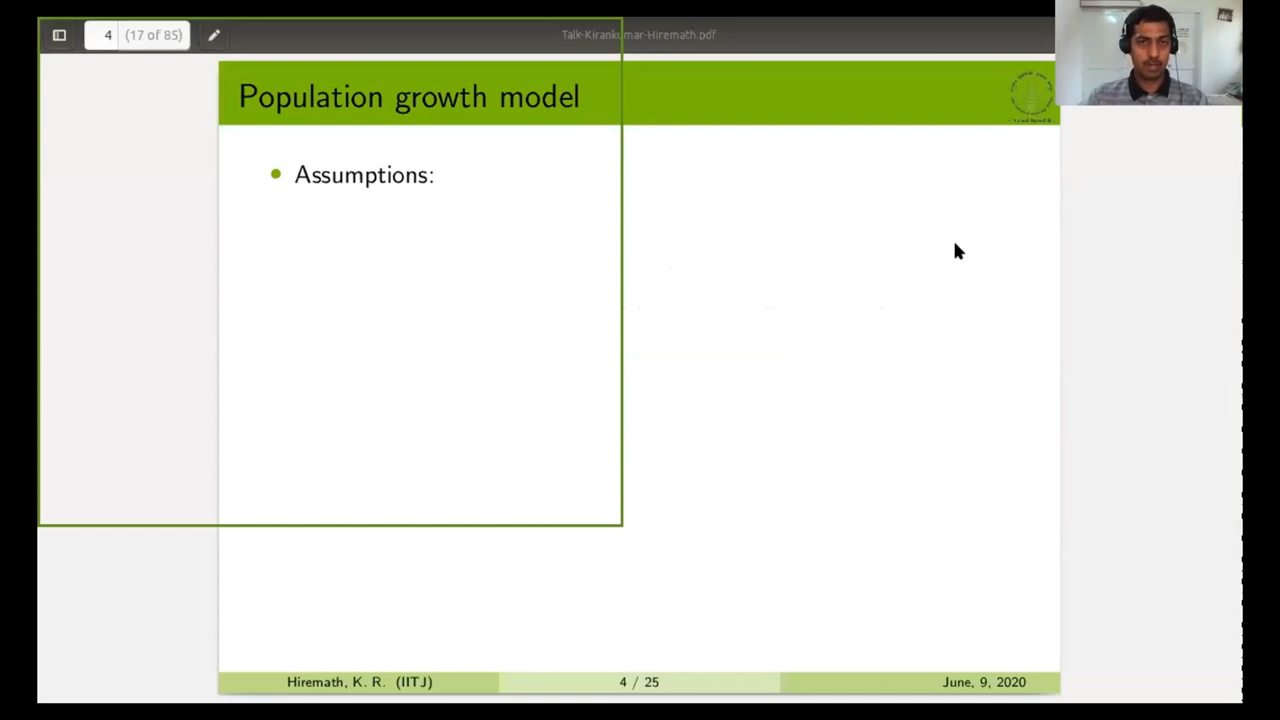 4 (17 of 85)
Talk-Kirankumar-Hiremath.pdf
Population growth model
Assumptions:
Hiremath, K. R. (IITJ)
4 / 25
June, 9, 2020